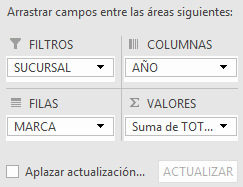 Arrastrar campos entre las áreas siguientes:
FILTROS
COLUMNAS
SUCURSAL
AÑO
FILAS
Σ VALORES
MARCA
Suma de TOT...
Aplazar actualización...
ACTUALIZAR